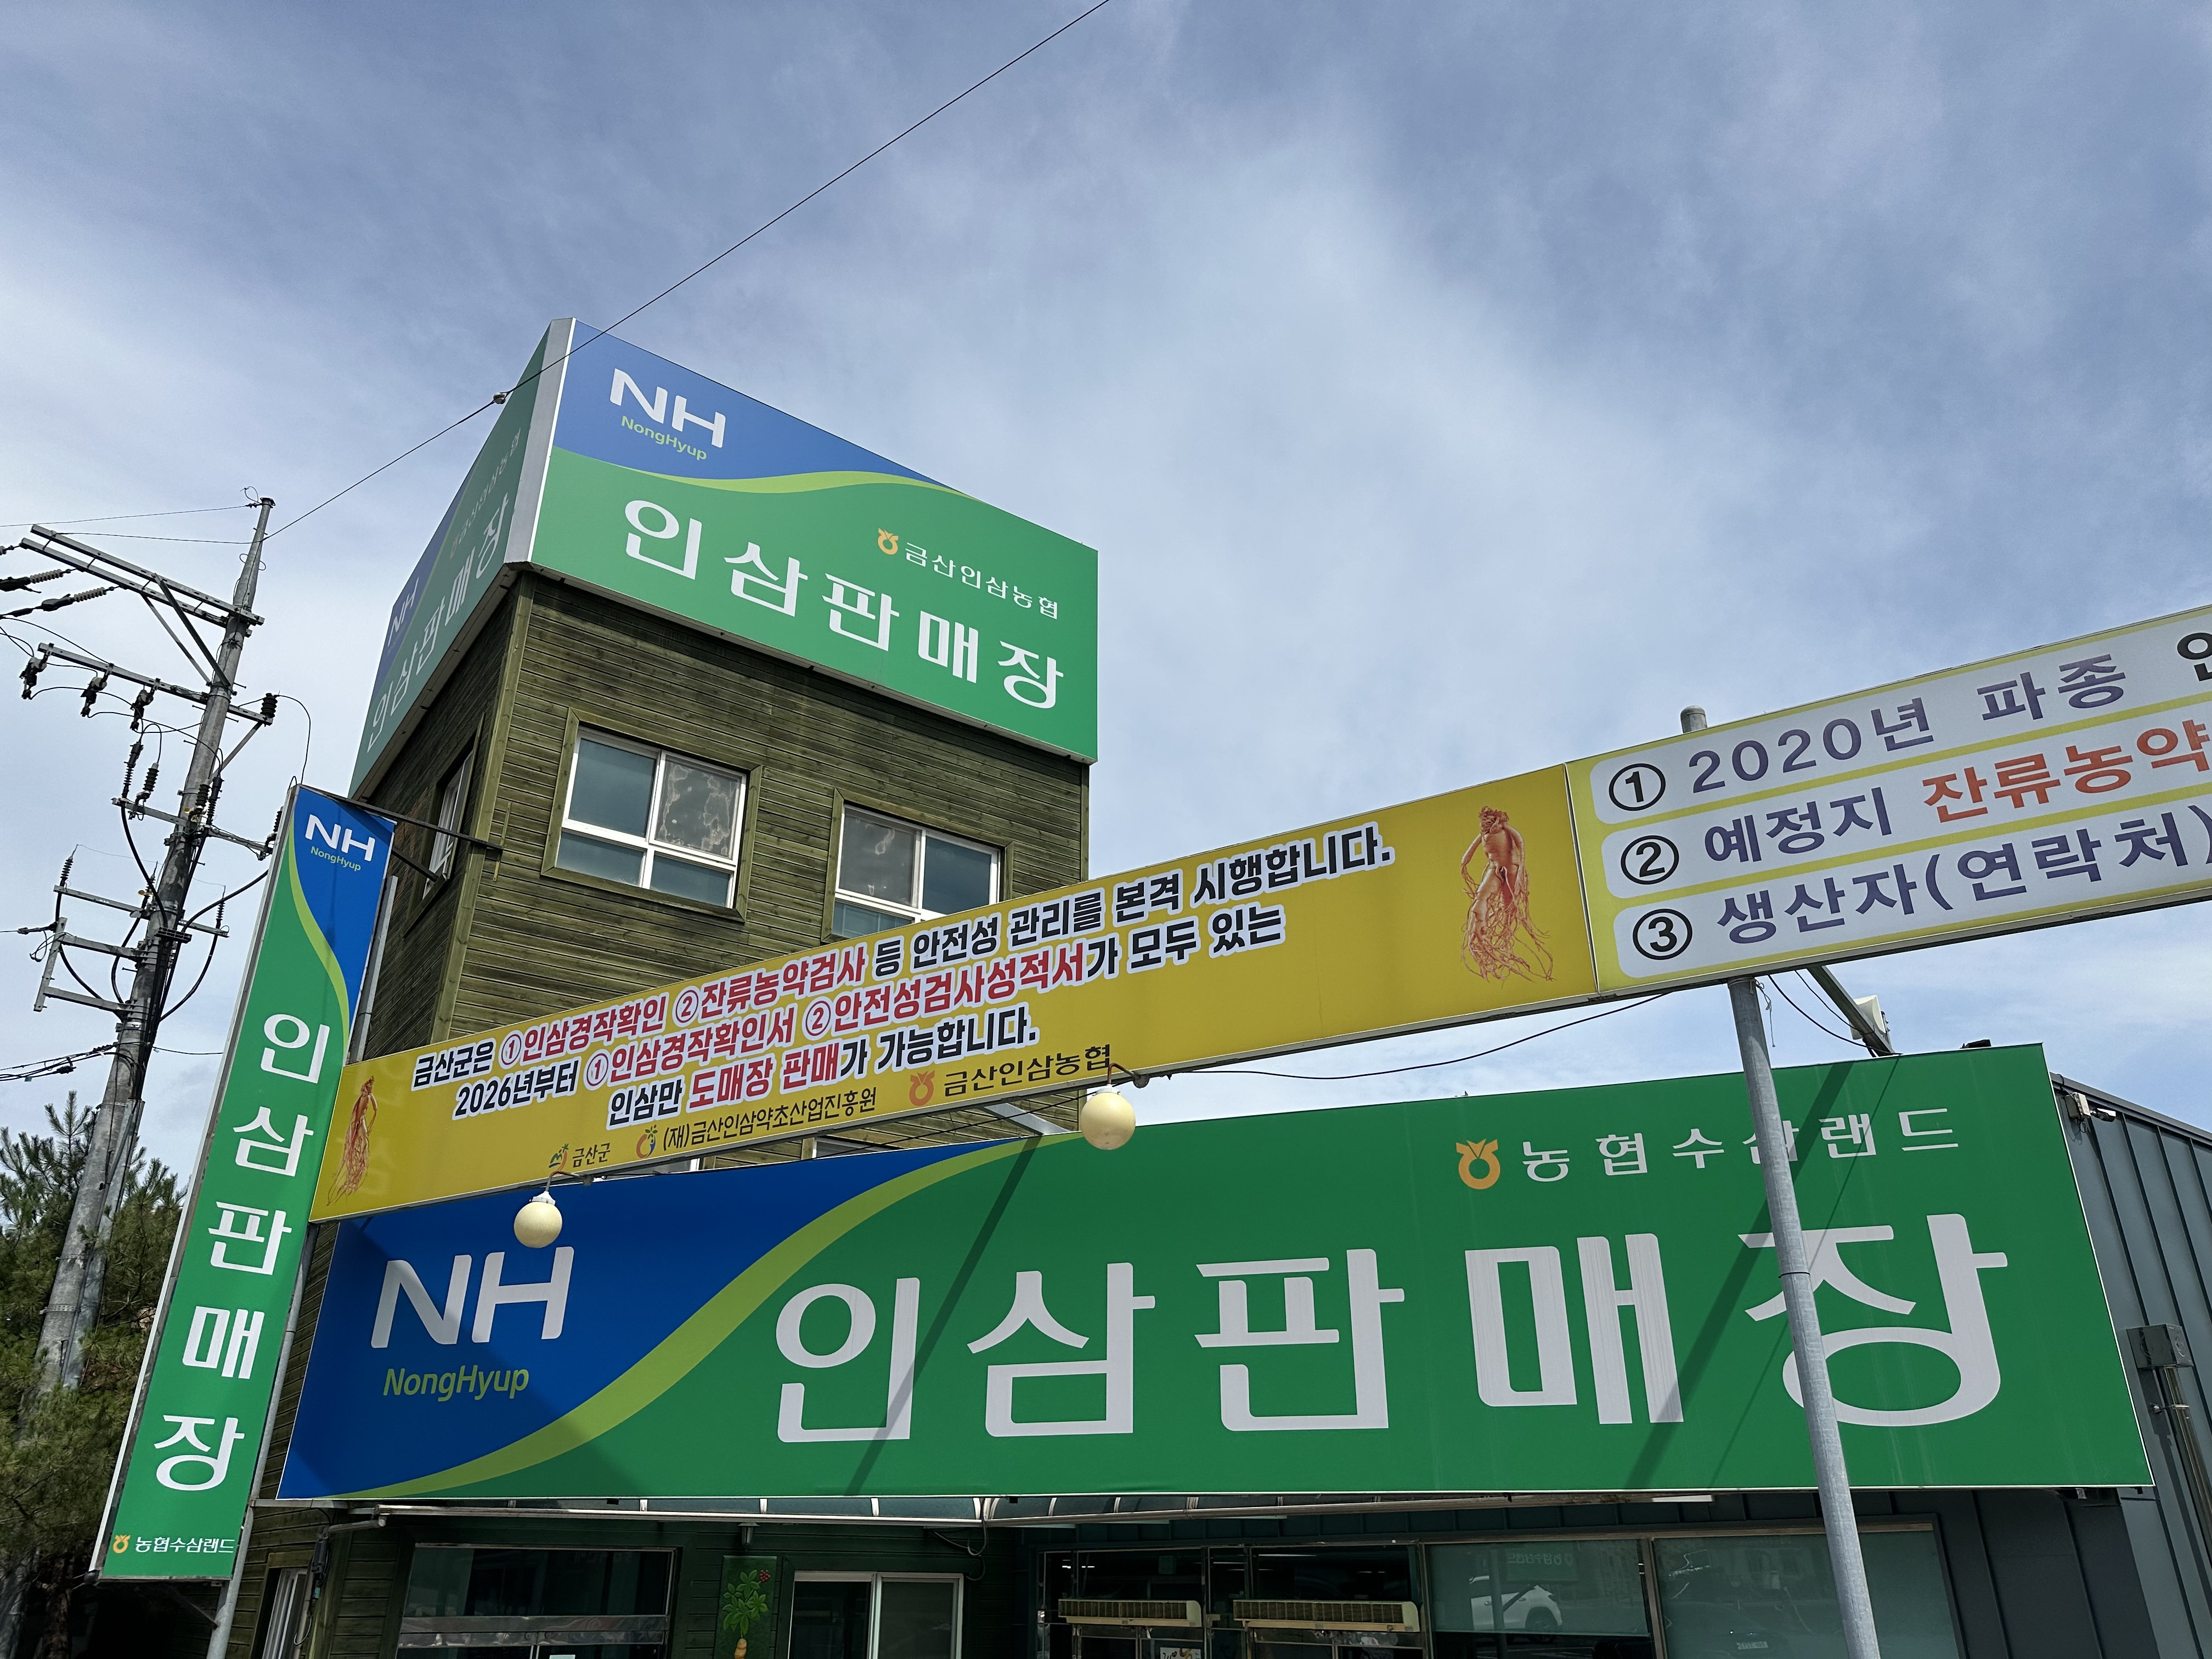 NH
NongHyup
금산인삼농협
인삼판매장
NH
인삼판매장
NH
NongHyup
인삼판매장
농협수삼랜드
금산군은 ①인삼경작확인 ②잔류농약검사 등 안전성 관리를 본격 시행합니다.
2026년부터 ①인삼경작확인서 ②안전성검사성적서가 모두 있는
인삼만 도매장 판매가 가능합니다.
금산군 (재)금산인삼약초산업진흥원 금산인삼농협
① 2020년 파종
② 예정지 잔류농약
③ 생산자(연락처)
농협수삼랜드
NH
NongHyup
인삼판매장